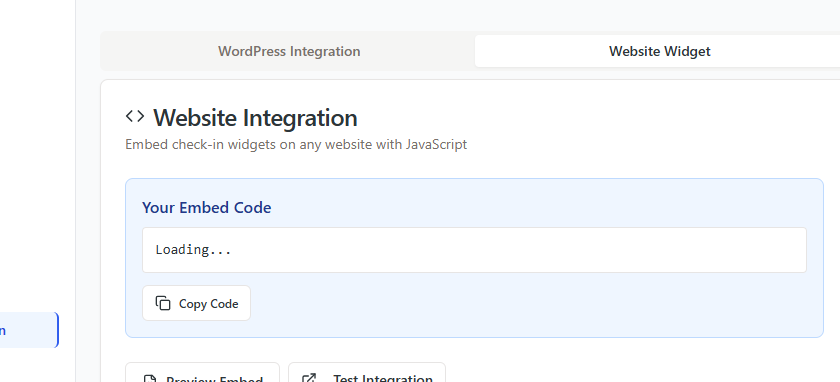 WordPress Integration
Website Widget
Website Integration
Embed check-in widgets on any website with JavaScript
Your Embed Code
Loading...
Copy Code
n
Preview Embed
Test Integration